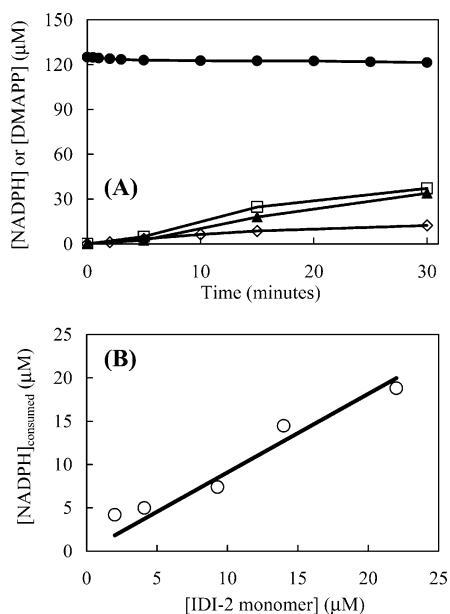 150
120
90
60
30
0
[NADPH] or [DMAPP] (μM)
(A)
0 10 20 30
Time (minutes)
25
20
15
10
5
0
[NADPH]consumed (μM)
(B)
0 5 10 15 20 25
[IDI-2 monomer] (μM)